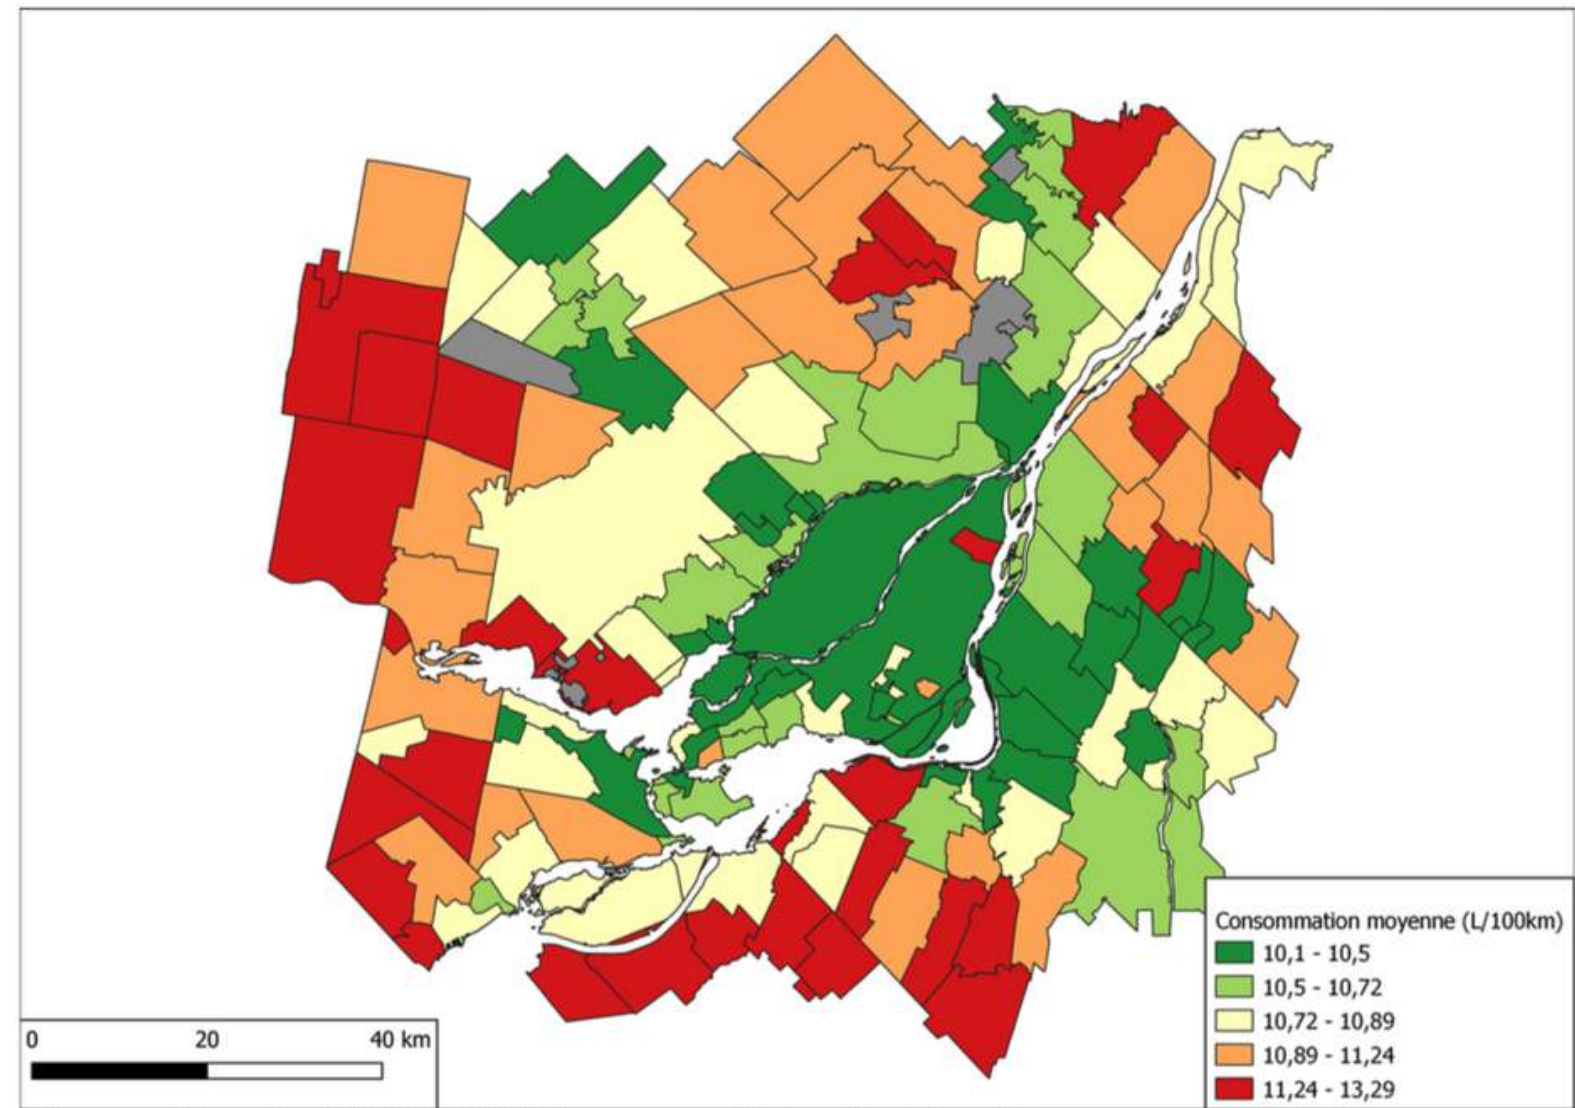 Consommation moyenne (L/100km)
10,1 - 10,5
10,5 - 10,72
10,72 - 10,89
10,89 - 11,24
11,24 - 13,29
0 20 40 km